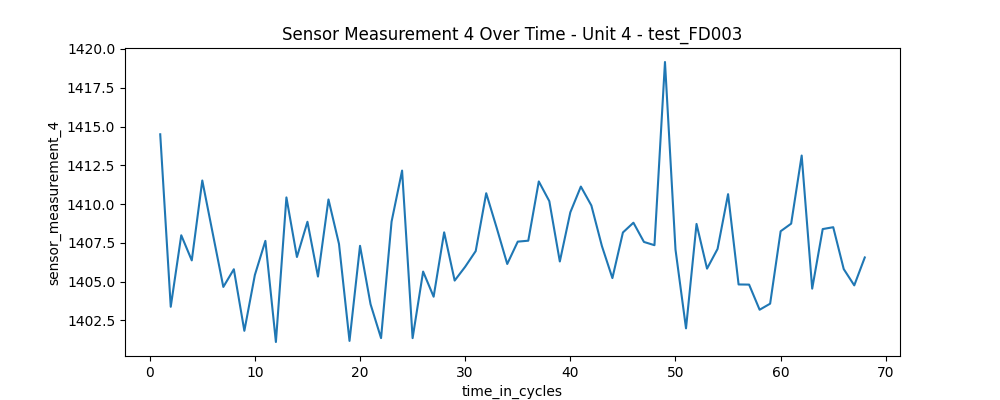 Sensor Measurement 4 Over Time - Unit 4 - test_FD003
1420.0
1417.5
1415.0
1412.5
1410.0
1407.5
1405.0
1402.5
sensor_measurement_4
0 10 20 30 40 50 60 70
time_in_cycles